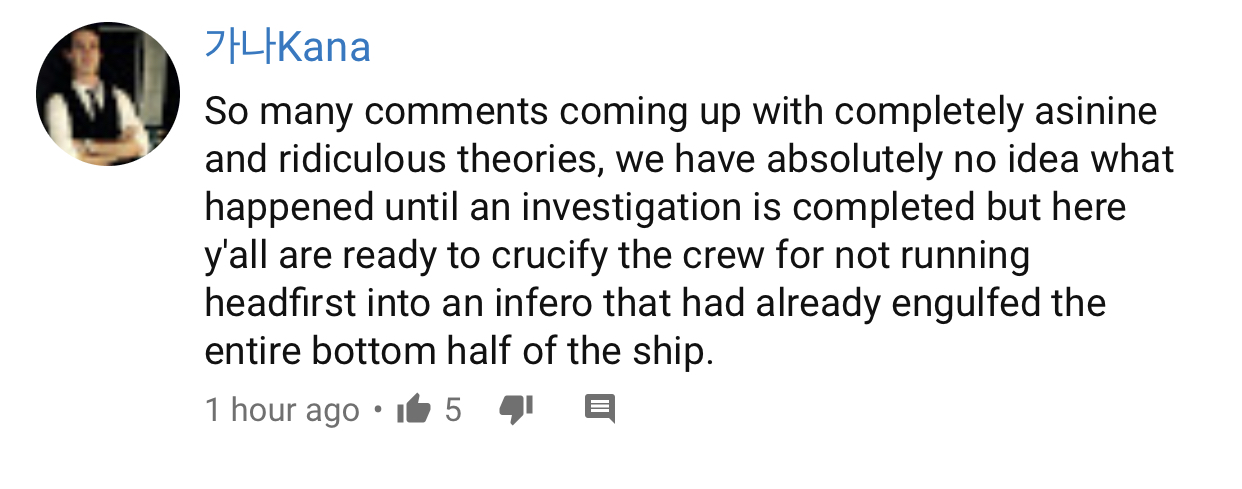 가나Kana
So many comments coming up with completely asinine
and ridiculous theories, we have absolutely no idea what
happened until an investigation is completed but here
y'all are ready to crucify the crew for not running
headfirst into an infero that had already engulfed the
entire bottom half of the ship.
1 hour ago • 5